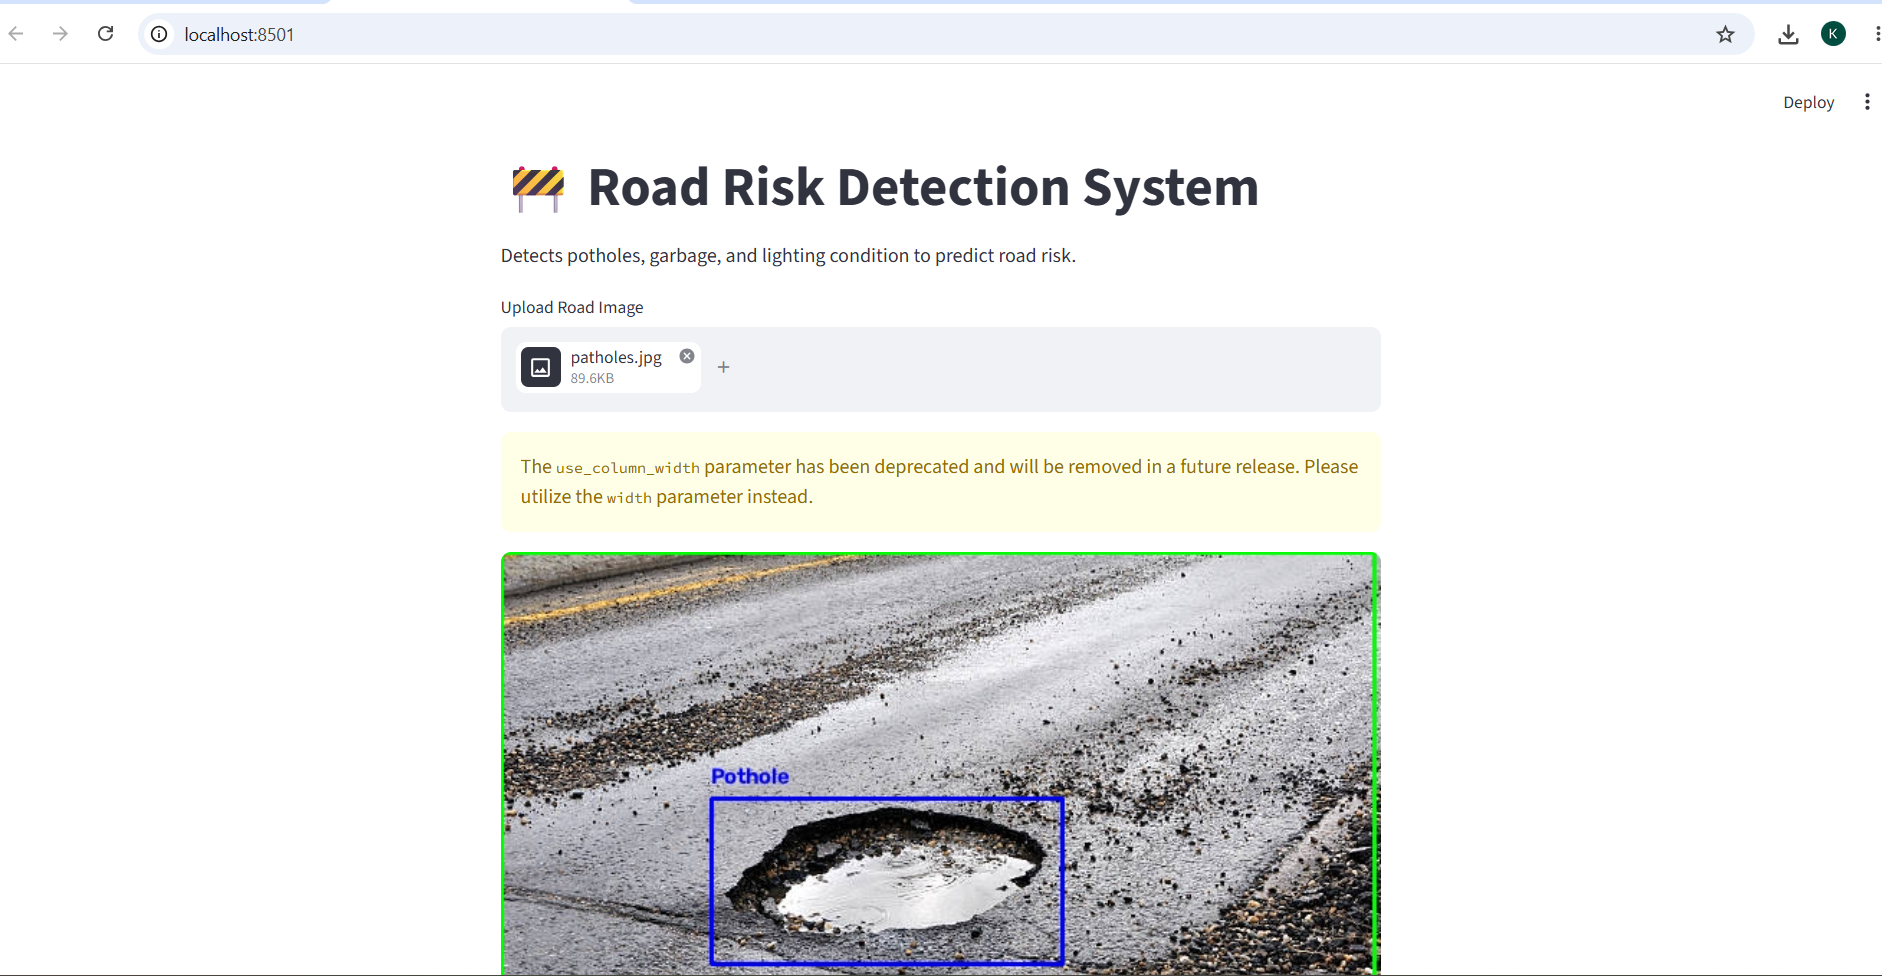 localhost:8501
K
Deploy
🚧 Road Risk Detection System
Detects potholes, garbage, and lighting condition to predict road risk.
Upload Road Image
patholes.jpg
89.6KB
The use_column_width parameter has been deprecated and will be removed in a future release. Please
utilize the width parameter instead.
Pothole